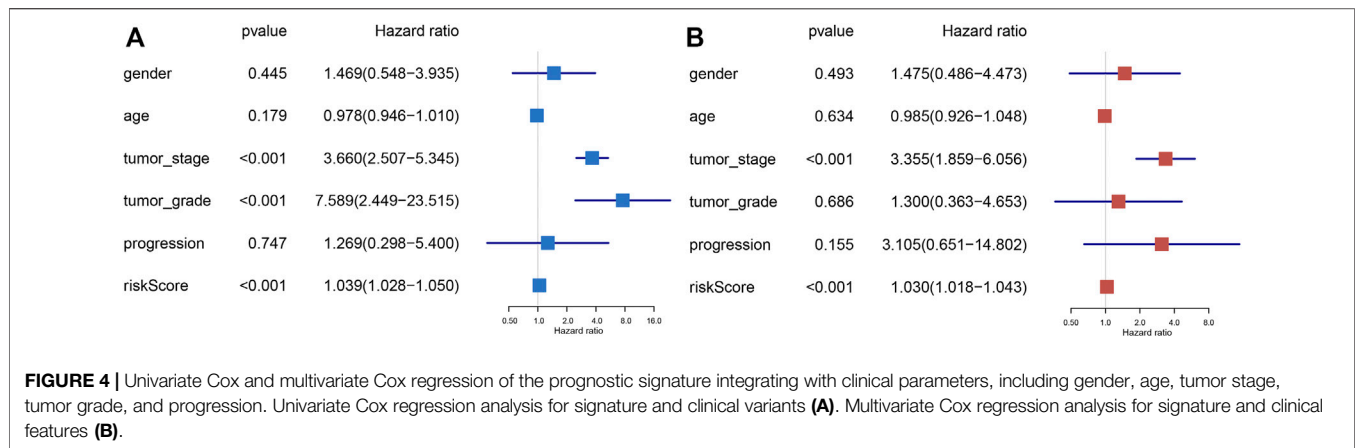 A pvalue Hazard ratio
gender 0.445 1.469(0.548−3.935)
age 0.179 0.978(0.946−1.010)
tumor_stage <0.001 3.660(2.507−5.345)
tumor_grade <0.001 7.589(2.449−23.515)
progression 0.747 1.269(0.298−5.400)
riskScore <0.001 1.039(1.028−1.050)
0.50 1.0 2.0 4.0 8.0 16.0
Hazard ratio
B pvalue Hazard ratio
gender 0.493 1.475(0.486−4.473)
age 0.634 0.985(0.926−1.048)
tumor_stage <0.001 3.355(1.859−6.056)
tumor_grade 0.686 1.300(0.363−4.653)
progression 0.155 3.105(0.651−14.802)
riskScore <0.001 1.030(1.018−1.043)
0.50 1.0 2.0 4.0 8.0
Hazard ratio
FIGURE 4 | Univariate Cox and multivariate Cox regression of the prognostic signature integrating with clinical parameters, including gender, age, tumor stage,
tumor grade, and progression. Univariate Cox regression analysis for signature and clinical variants (A). Multivariate Cox regression analysis for signature and clinical
features (B).